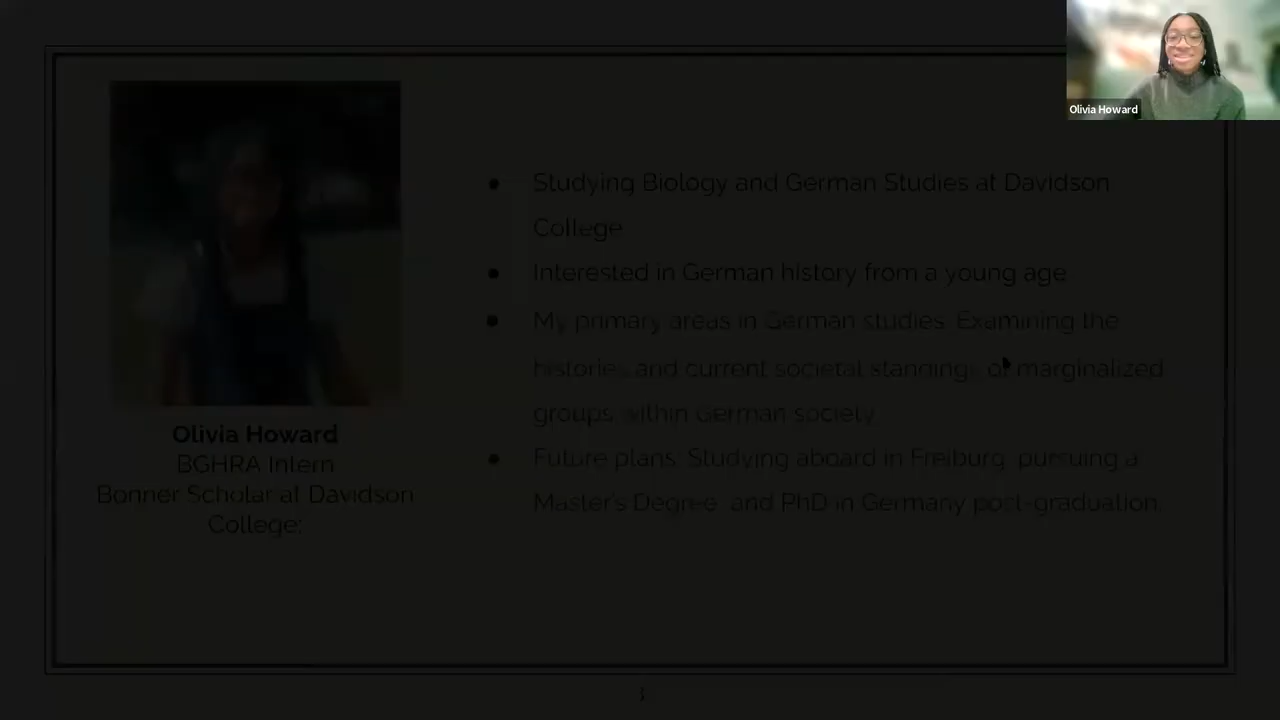 Olivia Howard
Studying Biology and German Studies at Davidson
College
Interested in German history from a young age
My primary areas in German studies: Examining the
histories and current societal standings of marginalized
groups within German society
Future plans: Studying aboard in Freiburg, pursuing a
Master's Degree, and PhD in Germany post-graduation.
Olivia Howard
BGHRA Intern
Bonner Scholar at Davidson
College: